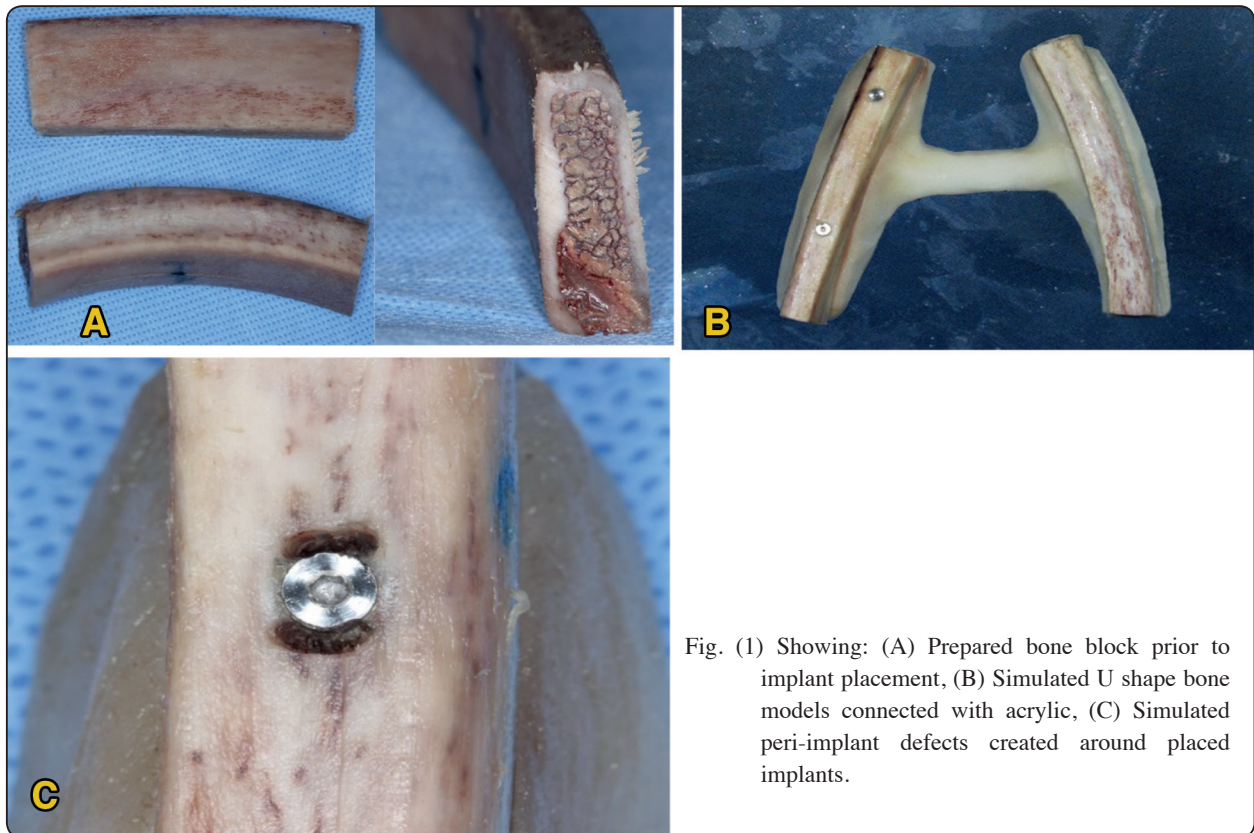 A
B
C
Fig. (1) Showing: (A) Prepared bone block prior to
implant placement, (B) Simulated U shape bone
models connected with acrylic, (C) Simulated
peri-implant defects created around placed
implants.